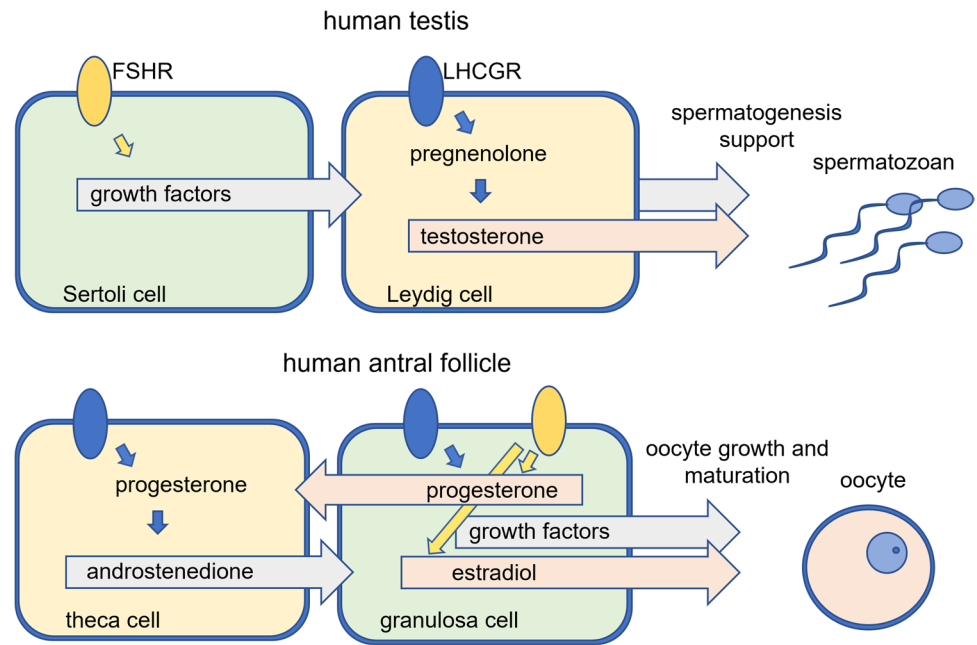 human testis
FSHR
LHCGR
spermatogenesis
support
pregnenolone
spermatozoan
growth factors
testosterone
Sertoli cell
Leydig cell
human antral follicle
oocyte growth and
maturation
oocyte
progesterone
progesterone
growth factors
androstenedione
estradiol
theca cell
granulosa cell